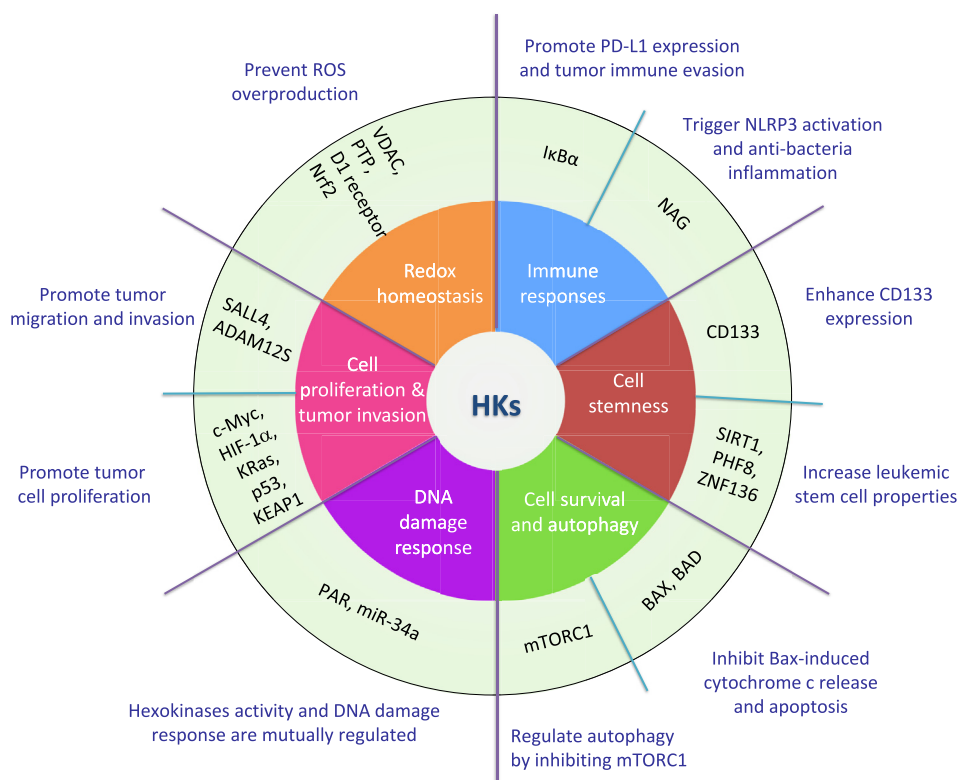 Promote PD-L1 expression
and tumor immune evasion
Prevent ROS
overproduction
Trigger NLRP3 activation
and anti-bacteria
inflammation
VDAC,
PTP,
D1 receptor
Nrf2
IκBα
NAG
Redox
homeostasis
Immune
responses
Promote tumor
migration and invasion
Enhance CD133
expression
SALL4,
ADAM12S
CD133
Cell
proliferation &
tumor invasion
HKs
Cell
stemness
c-Myc,
HIF-1α,
KRas,
p53,
KEAP1
SIRT1,
PHF8,
ZNF136
Promote tumor
cell proliferation
Increase leukemic
stem cell properties
DNA
damage
response
Cell survival
and autophagy
PAR, miR-34a
mTORC1
BAX, BAD
Inhibit Bax-induced
cytochrome c release
and apoptosis
Hexokinases activity and DNA damage
response are mutually regulated
Regulate autophagy
by inhibiting mTORC1